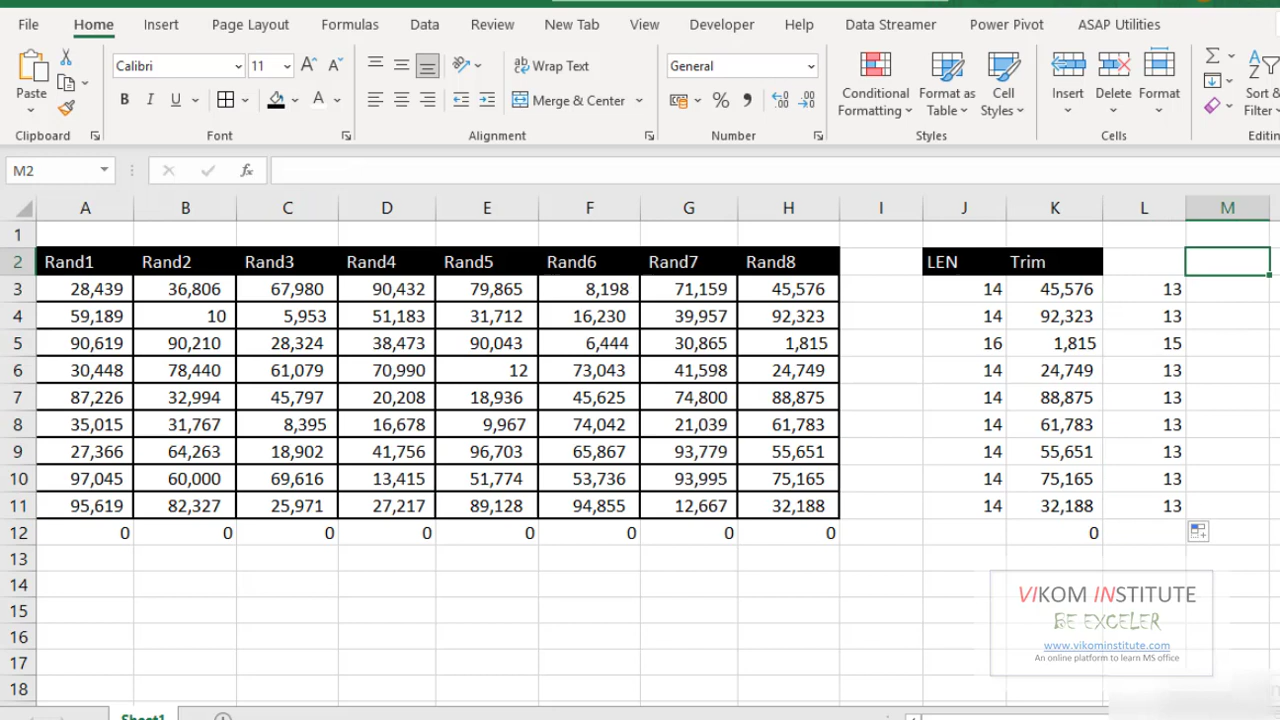 File Home Insert Page Layout Formulas Data Review New Tab View Developer Help Data Streamer Power Pivot ASAP Utilities
Calibri 11 Wrap Text General
Paste B I U A Merge & Center % Conditional Formatting Format as Table Cell Styles Insert Delete Format Sort & Filter
Clipboard Font Alignment Number Styles Cells
M2 fx
A B C D E F G H I J K L M
1
2 Rand1 Rand2 Rand3 Rand4 Rand5 Rand6 Rand7 Rand8 LEN Trim
3 28,439 36,806 67,980 90,432 79,865 8,198 71,159 45,576 14 45,576 13
4 59,189 10 5,953 51,183 31,712 16,230 39,957 92,323 14 92,323 13
5 90,619 90,210 28,324 38,473 90,043 6,444 30,865 1,815 16 1,815 15
6 30,448 78,440 61,079 70,990 12 73,043 41,598 24,749 14 24,749 13
7 87,226 32,994 45,797 20,208 18,936 45,625 74,800 88,875 14 88,875 13
8 35,015 31,767 8,395 16,678 9,967 74,042 21,039 61,783 14 61,783 13
9 27,366 64,263 18,902 41,756 96,703 65,867 93,779 55,651 14 55,651 13
10 97,045 60,000 69,616 13,415 51,774 53,736 93,995 75,165 14 75,165 13
11 95,619 82,327 25,971 27,217 89,128 94,855 12,667 32,188 14 32,188 13
12 0 0 0 0 0 0 0 0 0
13
14
15
16
17
18
VIKOM INSTITUTE
BE EXCELER
www.vikominstitute.com
An online platform to learn MS office
Sheet1